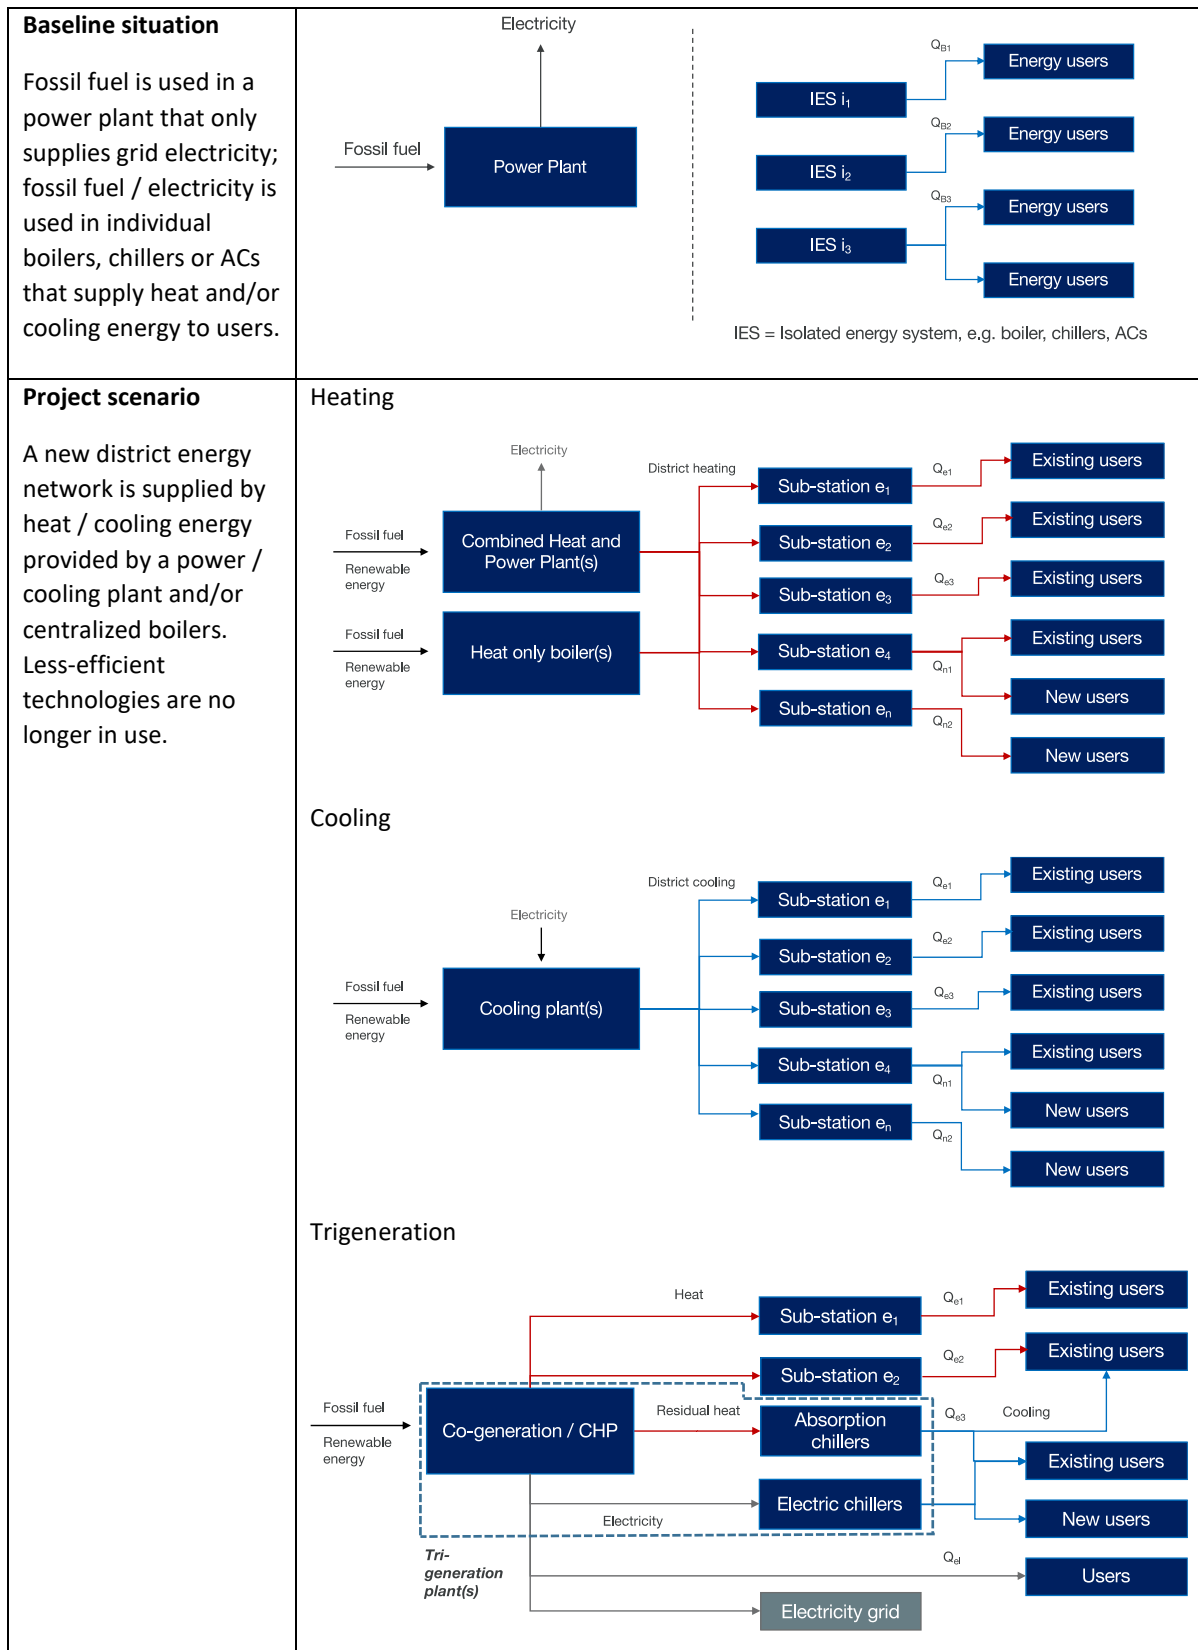 Baseline situation
Fossil fuel is used in a
power plant that only
supplies grid electricity;
fossil fuel / electricity is
used in individual
boilers, chillers or ACs
that supply heat and/or
cooling energy to users.
Electricity
Fossil fuel
Power Plant
IES i1
IES i2
IES i3
QB1
QB2
QB3
Energy users
Energy users
Energy users
Energy users
IES = Isolated energy system, e.g. boiler, chillers, ACs
Project scenario
A new district energy
network is supplied by
heat / cooling energy
provided by a power /
cooling plant and/or
centralized boilers.
Less-efficient
technologies are no
longer in use.
Heating
Electricity
Fossil fuel
Renewable
energy
Combined Heat and
Power Plant(s)
Fossil fuel
Renewable
energy
Heat only boiler(s)
District heating
Sub-station e1
Sub-station e2
Sub-station e3
Sub-station e4
Sub-station en
Qe1
Qe2
Qe3
Qn1
Qn2
Existing users
Existing users
Existing users
Existing users
New users
New users
Cooling
Electricity
Fossil fuel
Renewable
energy
Cooling plant(s)
District cooling
Sub-station e1
Sub-station e2
Sub-station e3
Sub-station e4
Sub-station en
Qe1
Qe2
Qe3
Qn1
Qn2
Existing users
Existing users
Existing users
Existing users
New users
New users
Trigeneration
Fossil fuel
Renewable
energy
Co-generation / CHP
Heat
Residual heat
Electricity
Tri-
generation
plant(s)
Sub-station e1
Sub-station e2
Absorption
chillers
Electric chillers
Electricity grid
Qe1
Qe2
Qe3
Cooling
Qel
Existing users
Existing users
Existing users
New users
Users